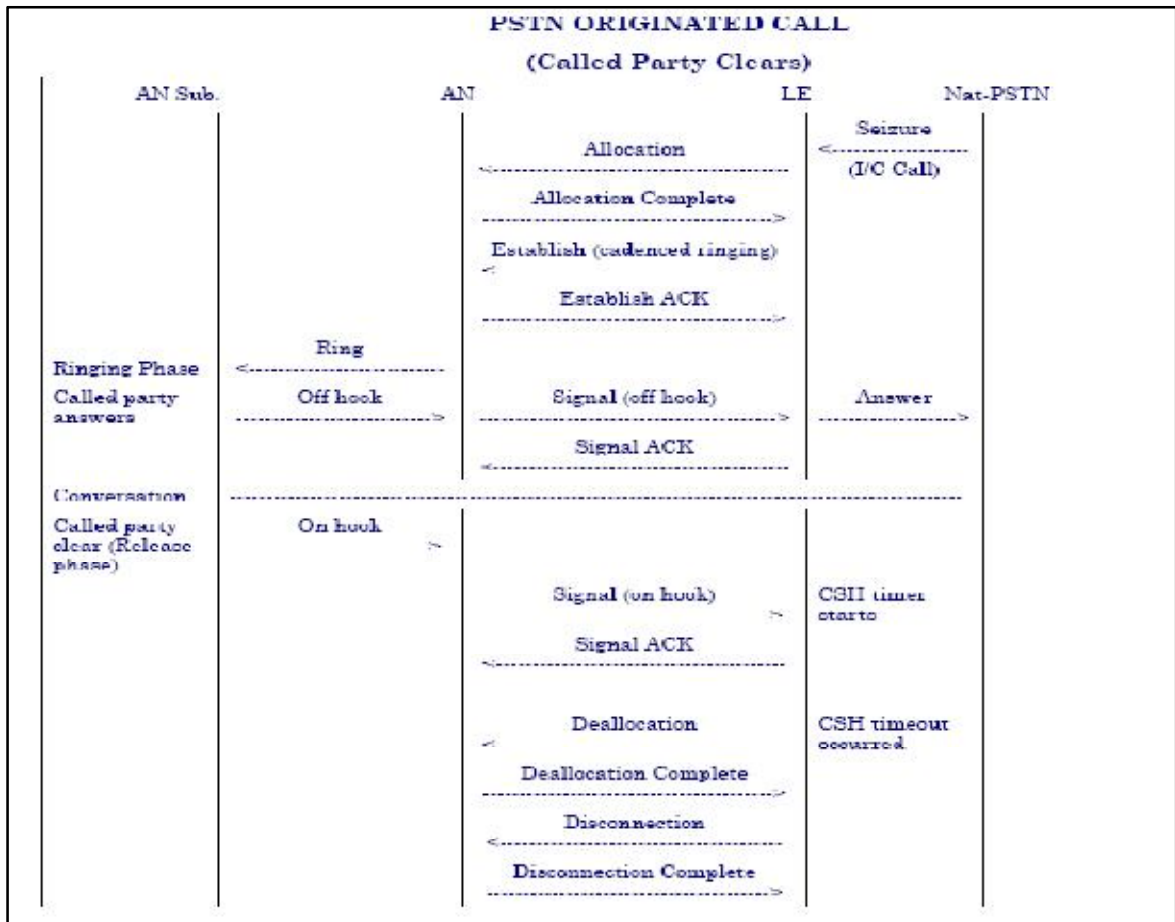 PSTN ORIGINATED CALL
(Called Party Clears)
AN Sub. AN LE Nat-PSTN
Seizure
Allocation
(I/C Call)
Allocation Complete
Establish (cadenced ringing)
Establish ACK
Ring
Ringing Phase
Called party Off hook Signal (off hook) Answer
answers
Signal ACK
Conversation
Called party On hook
clear (Release
phase)
Signal (on hook) CSH timer
starts
Signal ACK
Deallocation CSH timeout
occurred
Deallocation Complete
Disconnection
Disconnection Complete